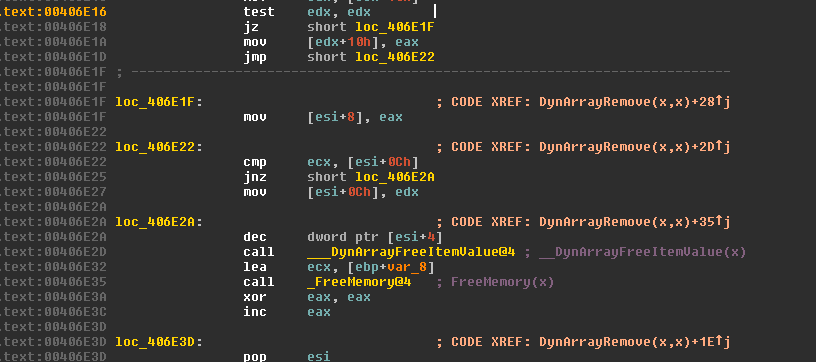 .text:00406E16 test edx, edx
.text:00406E18 jz short loc_406E1F
.text:00406E1A mov [edx+10h], eax
.text:00406E1D jmp short loc_406E22
.text:00406E1F ; ---------------------------------------------------------------------------
.text:00406E1F
.text:00406E1F loc_406E1F: ; CODE XREF: DynArrayRemove(x,x)+28↑j
.text:00406E1F mov [esi+8], eax
.text:00406E22
.text:00406E22 loc_406E22: ; CODE XREF: DynArrayRemove(x,x)+2D↑j
.text:00406E22 cmp ecx, [esi+0Ch]
.text:00406E25 jnz short loc_406E2A
.text:00406E27 mov [esi+0Ch], edx
.text:00406E2A
.text:00406E2A loc_406E2A: ; CODE XREF: DynArrayRemove(x,x)+35↑j
.text:00406E2A dec dword ptr [esi+4]
.text:00406E2D call ___DynArrayFreeItemValue@4 ; __DynArrayFreeItemValue(x)
.text:00406E32 lea ecx, [ebp+var_8]
.text:00406E35 call _FreeMemory@4 ; FreeMemory(x)
.text:00406E3A xor eax, eax
.text:00406E3C inc eax
.text:00406E3D
.text:00406E3D loc_406E3D: ; CODE XREF: DynArrayRemove(x,x)+1E↑j
.text:00406E3D pop esi